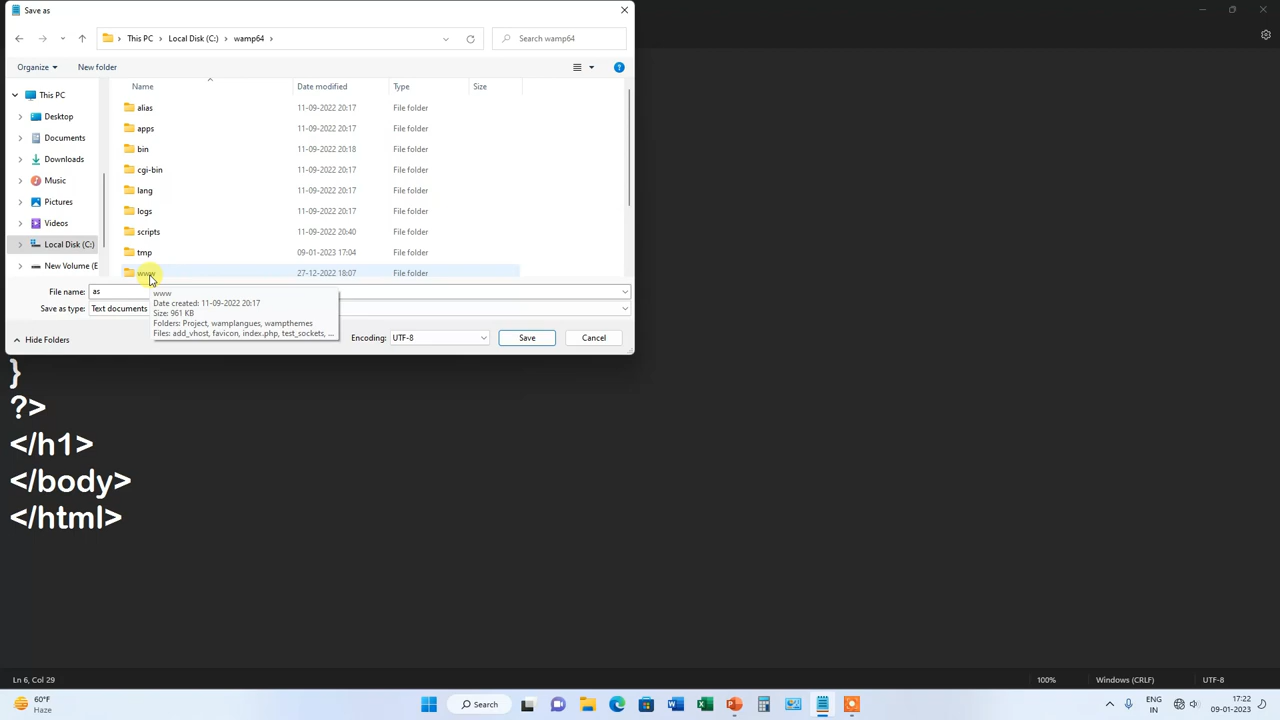 Save as
This PC > Local Disk (C:) > wamp64 >
Search wamp64
Organize
New folder
Name
Date modified
Type
Size
This PC
Desktop
Documents
Downloads
Music
Pictures
Videos
Local Disk (C:)
New Volume (E
alias 11-09-2022 20:17 File folder
apps 11-09-2022 20:17 File folder
bin 11-09-2022 20:18 File folder
cgi-bin 11-09-2022 20:17 File folder
lang 11-09-2022 20:17 File folder
logs 11-09-2022 20:17 File folder
scripts 11-09-2022 20:40 File folder
tmp 09-01-2023 17:04 File folder
www 27-12-2022 18:07 File folder
File name: as
Save as type: Text documents
www
Date created: 11-09-2022 20:17
Size: 961 KB
Folders: Project, wamplangues, wampthemes
Files: add_vhost, favicon, index.php, test_sockets, ...
Hide Folders
Encoding: UTF-8
Save
Cancel
}
?>
</h1>
</body>
</html>
Ln 6, Col 29
100%
Windows (CRLF)
UTF-8
60°F
Haze
Search
ENG
IN
17:22
09-01-2023